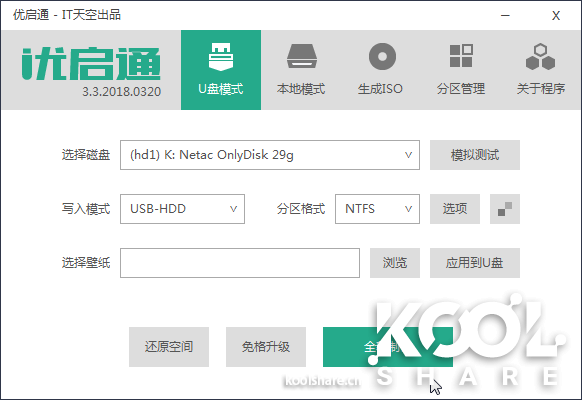 优启通 - IT天空出品
优启通
3.3.2018.0320
U盘模式 本地模式 生成ISO 分区管理 关于程序
选择磁盘 (hd1) K: Netac OnlyDisk 29g 模拟测试
写入模式 USB-HDD 分区格式 NTFS 选项
选择壁纸 浏览 应用到U盘
还原空间 免格升级 全
KOOL
SHARE
koolshare.cn